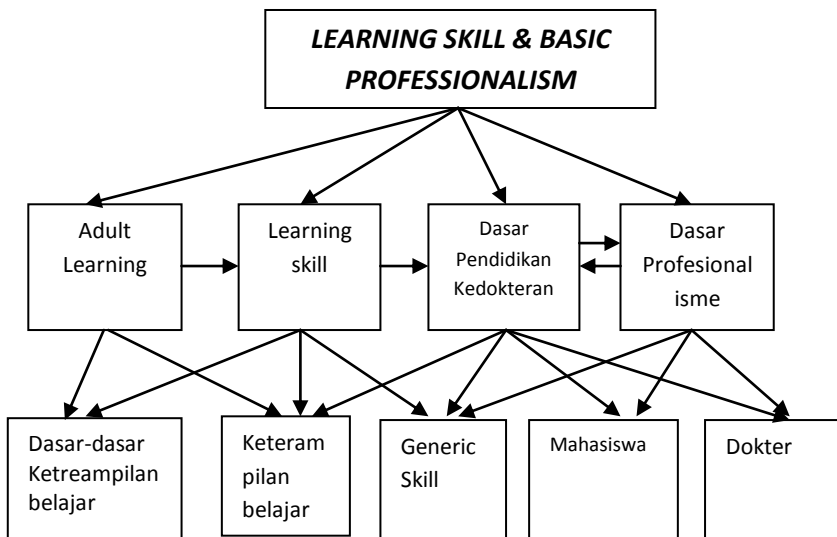 LEARNING SKILL & BASIC
PROFESSIONALISM
Adult
Learning
Learning
skill
Dasar
Pendidikan
Kedokteran
Dasar
Profesional
isme
Dasar-dasar
Ketreampilan
belajar
Keteram
pilan
belajar
Generic
Skill
Mahasiswa
Dokter